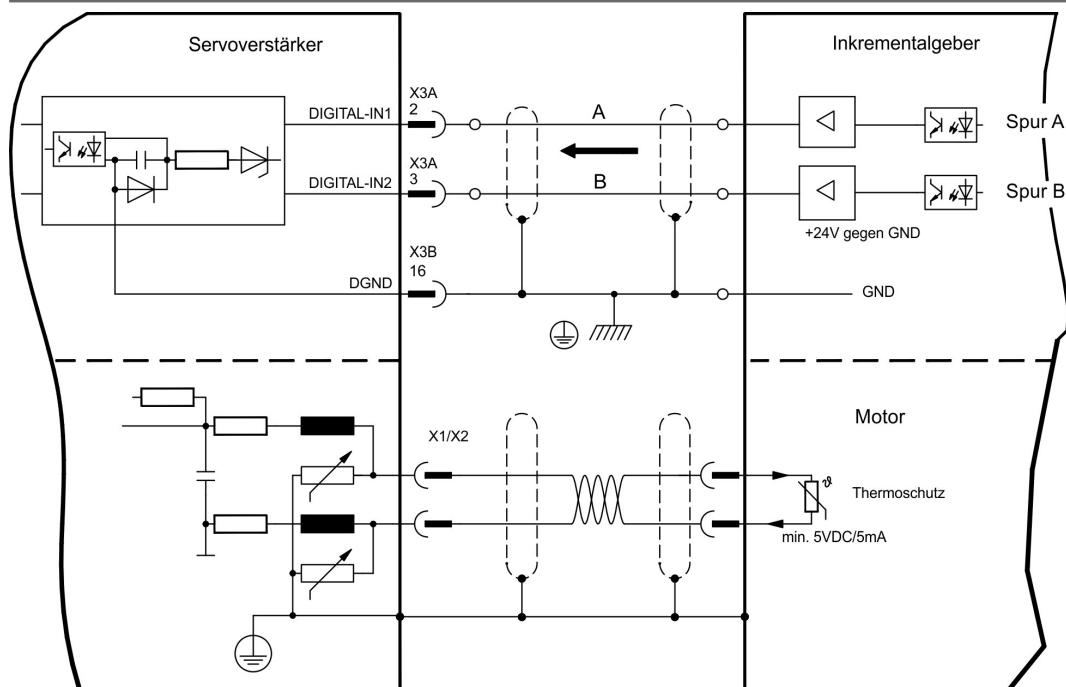 Servoverstärker
Inkrementalgeber
DIGITAL-IN1
X3A
2
A
Spur A
DIGITAL-IN2
X3A
3
B
Spur B
+24V gegen GND
DGND
X3B
16
GND
X1/X2
Motor
ϑ
Thermoschutz
min. 5VDC/5mA